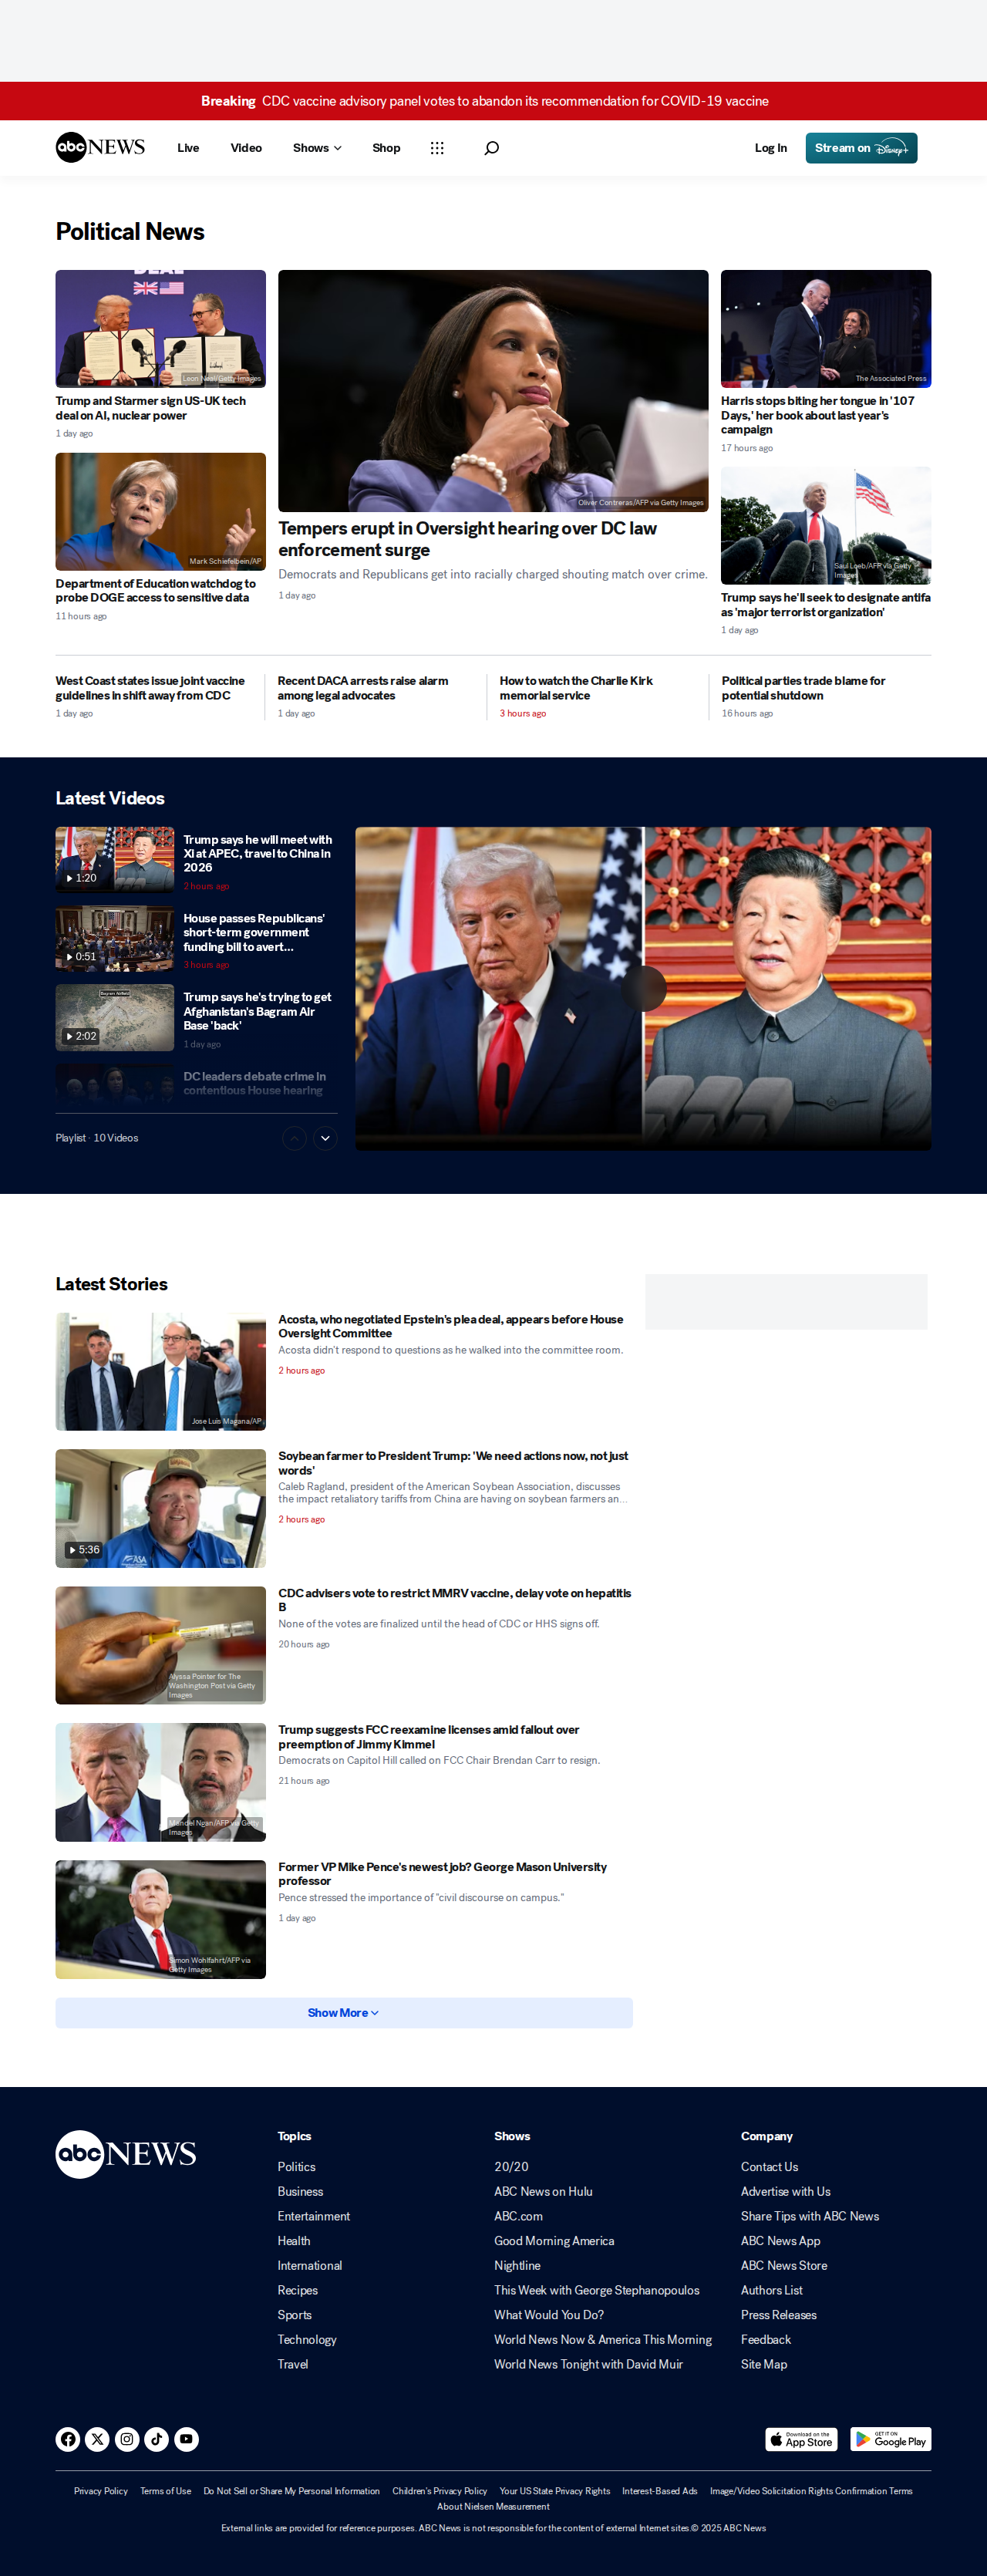 Breaking CDC vaccine advisory panel votes to abandon its recommendation for COVID-19 vaccine
abc NEWS
Live
Video
Shows
Shop
Log In
Stream on Disney+
Political News
DEAL
Leon Neal/Getty Images
Trump and Starmer sign US-UK tech
deal on AI, nuclear power
1 day ago
Mark Schiefelbein/AP
Department of Education watchdog to
probe DOGE access to sensitive data
11 hours ago
Oliver Contreras/AFP via Getty Images
Tempers erupt in Oversight hearing over DC law
enforcement surge
Democrats and Republicans get into racially charged shouting match over crime.
1 day ago
The Associated Press
Harris stops biting her tongue in '107
Days,' her book about last year's
campaign
17 hours ago
Saul Loeb/AFP via Getty
Images
Trump says he'll seek to designate antifa
as 'major terrorist organization'
1 day ago
West Coast states issue joint vaccine
guidelines in shift away from CDC
1 day ago
Recent DACA arrests raise alarm
among legal advocates
1 day ago
How to watch the Charlie Kirk
memorial service
3 hours ago
Political parties trade blame for
potential shutdown
16 hours ago
Latest Videos
1:20
Trump says he will meet with
Xi at APEC, travel to China in
2026
2 hours ago
0:51
House passes Republicans'
short-term government
funding bill to avert...
3 hours ago
Bagram Airfield
2:02
Trump says he's trying to get
Afghanistan's Bagram Air
Base 'back'
1 day ago
DC leaders debate crime in
contentious House hearing
Playlist · 10 Videos
Latest Stories
Jose Luis Magana/AP
Acosta, who negotiated Epstein's plea deal, appears before House
Oversight Committee
Acosta didn't respond to questions as he walked into the committee room.
2 hours ago
ASA
5:36
Soybean farmer to President Trump: 'We need actions now, not just
words'
Caleb Ragland, president of the American Soybean Association, discusses
the impact retaliatory tariffs from China are having on soybean farmers an...
2 hours ago
Alyssa Pointer for The
Washington Post via Getty
Images
CDC advisers vote to restrict MMRV vaccine, delay vote on hepatitis
B
None of the votes are finalized until the head of CDC or HHS signs off.
20 hours ago
Mandel Ngan/AFP via Getty
Images
Trump suggests FCC reexamine licenses amid fallout over
preemption of Jimmy Kimmel
Democrats on Capitol Hill called on FCC Chair Brendan Carr to resign.
21 hours ago
Simon Wohlfahrt/AFP via
Getty Images
Former VP Mike Pence's newest job? George Mason University
professor
Pence stressed the importance of "civil discourse on campus."
1 day ago
Show More
abc NEWS
Topics
Politics
Business
Entertainment
Health
International
Recipes
Sports
Technology
Travel
Shows
20/20
ABC News on Hulu
ABC.com
Good Morning America
Nightline
This Week with George Stephanopoulos
What Would You Do?
World News Now & America This Morning
World News Tonight with David Muir
Company
Contact Us
Advertise with Us
Share Tips with ABC News
ABC News App
ABC News Store
Authors List
Press Releases
Feedback
Site Map
Download on the
App Store
GET IT ON
Google Play
Privacy Policy Terms of Use Do Not Sell or Share My Personal Information Children's Privacy Policy Your US State Privacy Rights Interest-Based Ads Image/Video Solicitation Rights Confirmation Terms
About Nielsen Measurement
External links are provided for reference purposes. ABC News is not responsible for the content of external Internet sites.© 2025 ABC News